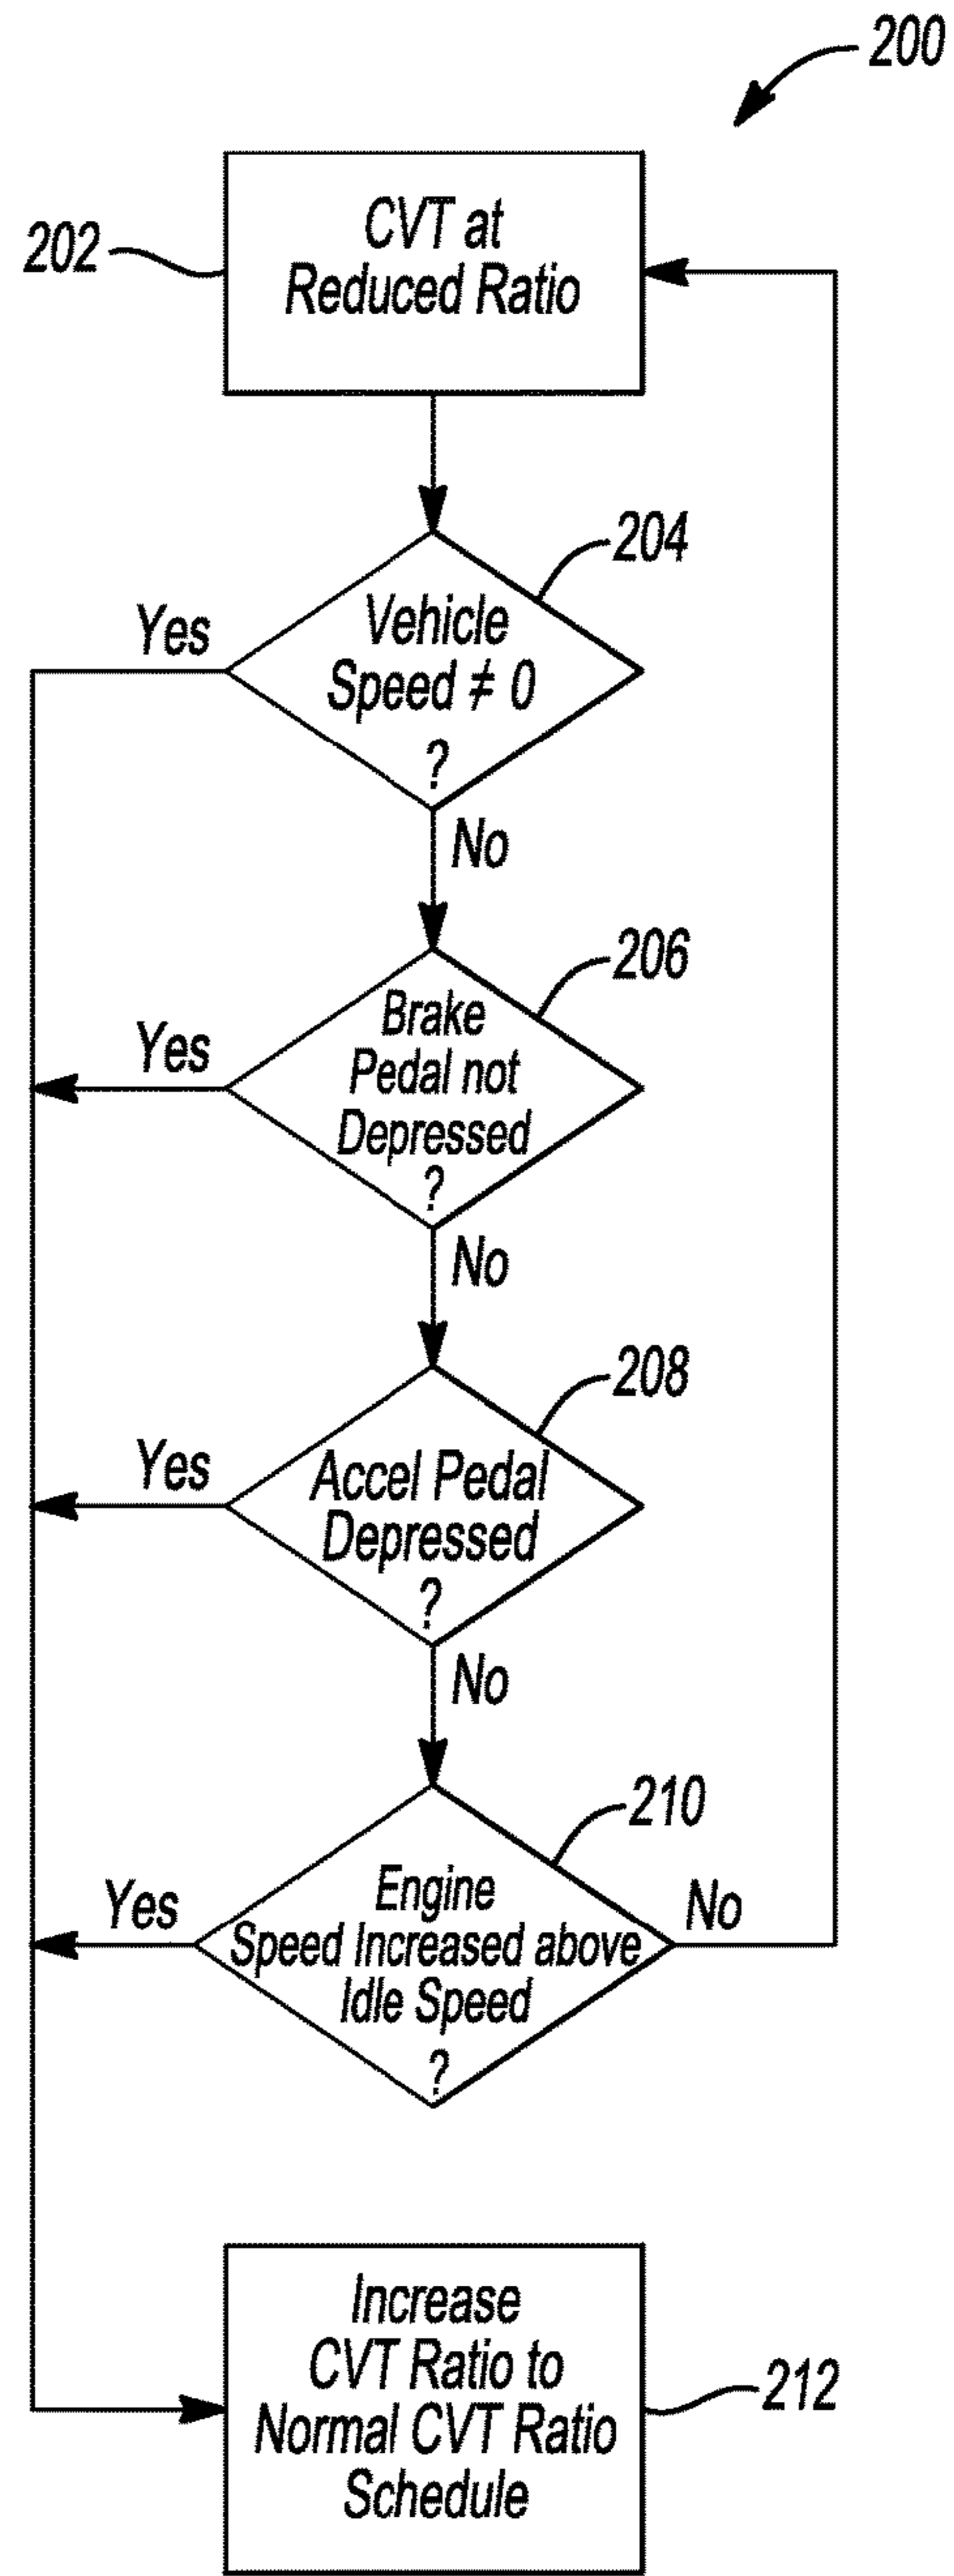 200
CVT at
Reduced Ratio
202
204
Vehicle
Speed ≠ 0
?
Yes
No
206
Brake
Pedal not
Depressed
?
Yes
No
208
Accel Pedal
Depressed
?
Yes
No
210
Engine
Speed Increased above
Idle Speed
?
Yes
No
Increase
CVT Ratio to
Normal CVT Ratio
Schedule
212